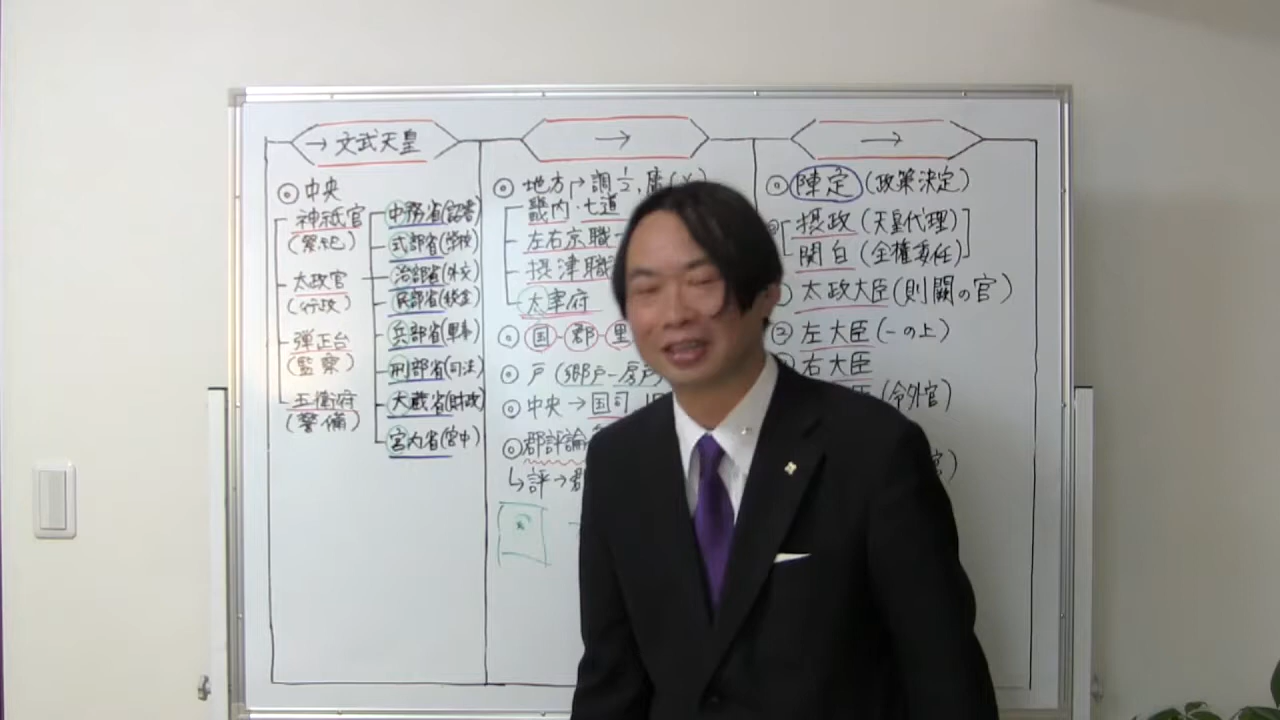 →文武天皇
◎中央
神祇官
(祭祀)
太政官
(行政)
弾正台
(監察)
五衛府
(警備)
中務省(詔書)
式部省(学校)
治部省(外交)
民部省(税金)
兵部省(軍事)
刑部省(司法)
大蔵省(財政)
宮内省(宮中)
→
◎地方→調1/2、庸(×)
畿内・七道
左右京職
摂津職
太宰府
◎国-郡-里
◎戸(郷戸-房戸)
◎中央→国司
◎郡評論
↳評→郡
→
◎陣定(政策決定)
摂政(天皇代理)
関白(全権委任)
太政大臣(則闕の官)
②左大臣(一の上)
右大臣
臣(令外官)
官)